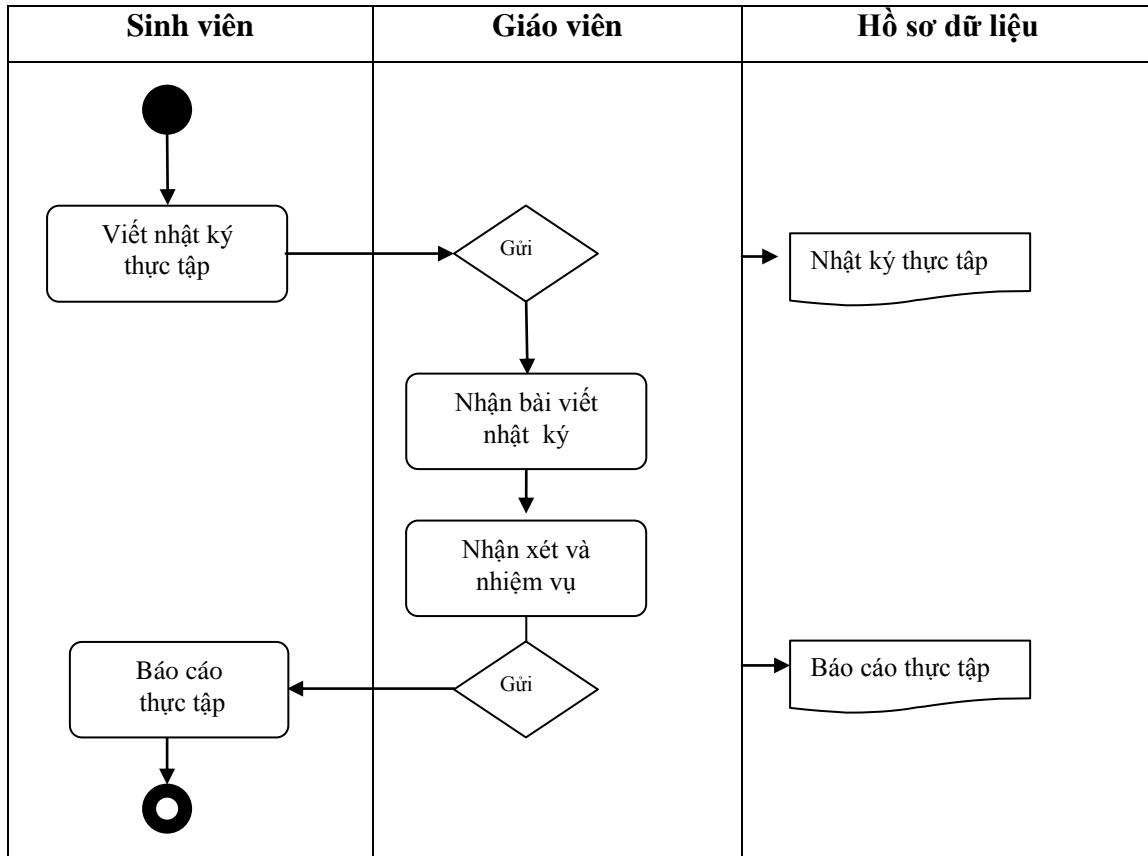 Sinh viên
Giáo viên
Hồ sơ dữ liệu
Viết nhật ký
thực tập
Gửi
Nhật ký thực tâp
Nhận bài viết
nhật ký
Nhận xét và
nhiệm vụ
Báo cáo
thực tập
Gửi
Báo cáo thực tập